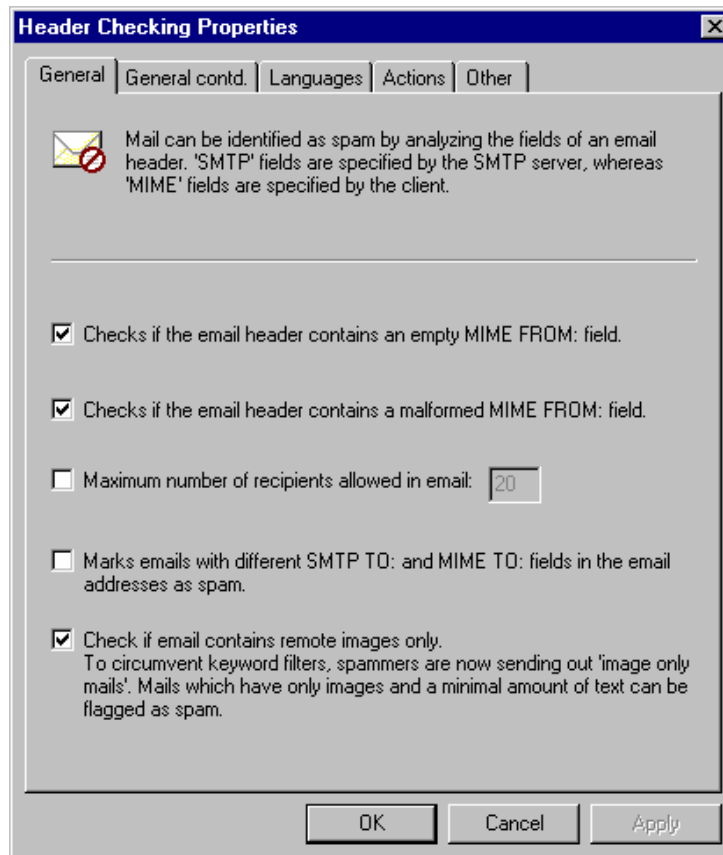 Header Checking Properties
General
General contd.
Languages
Actions
Other
Mail can be identified as spam by analyzing the fields of an email
header. 'SMTP' fields are specified by the SMTP server, whereas
'MIME' fields are specified by the client.
Checks if the email header contains an empty MIME FROM: field.
Checks if the email header contains a malformed MIME FROM: field.
Maximum number of recipients allowed in email: 20
Marks emails with different SMTP TO: and MIME TO: fields in the email
addresses as spam.
Check if email contains remote images only.
To circumvent keyword filters, spammers are now sending out 'image only
mails'. Mails which have only images and a minimal amount of text can be
flagged as spam.
OK
Cancel
Apply